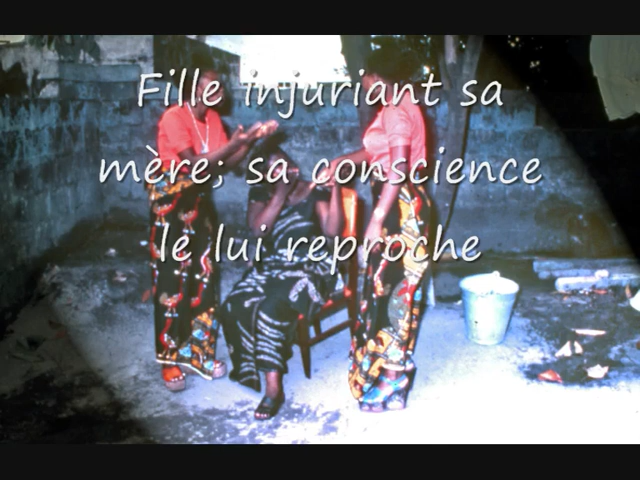 Fille injuriant sa
mère; sa conscience
le lui reproche